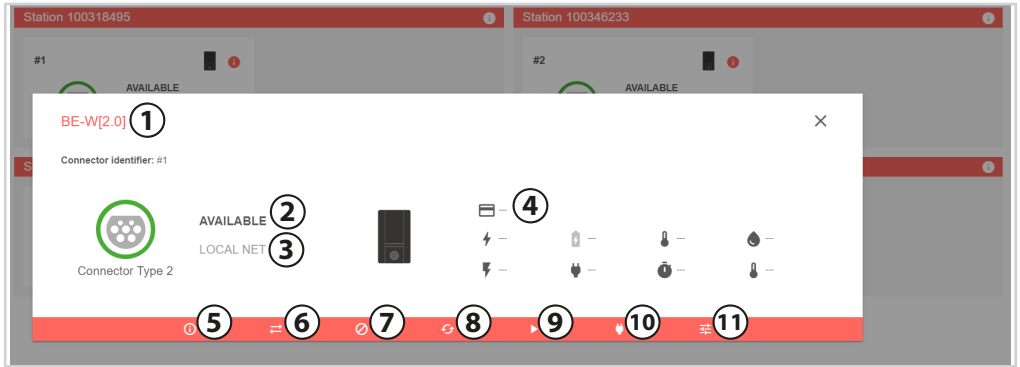 Station 100318495
Station 100346233
#1
#2
AVAILABLE
AVAILABLE
BE-W[2.0] 1
Connector identifier: #1
S
AVAILABLE 2
LOCAL NET 3
Connector Type 2
--- 4
--- --- --- ---
--- --- --- ---
5 6 7 8 9 10 11